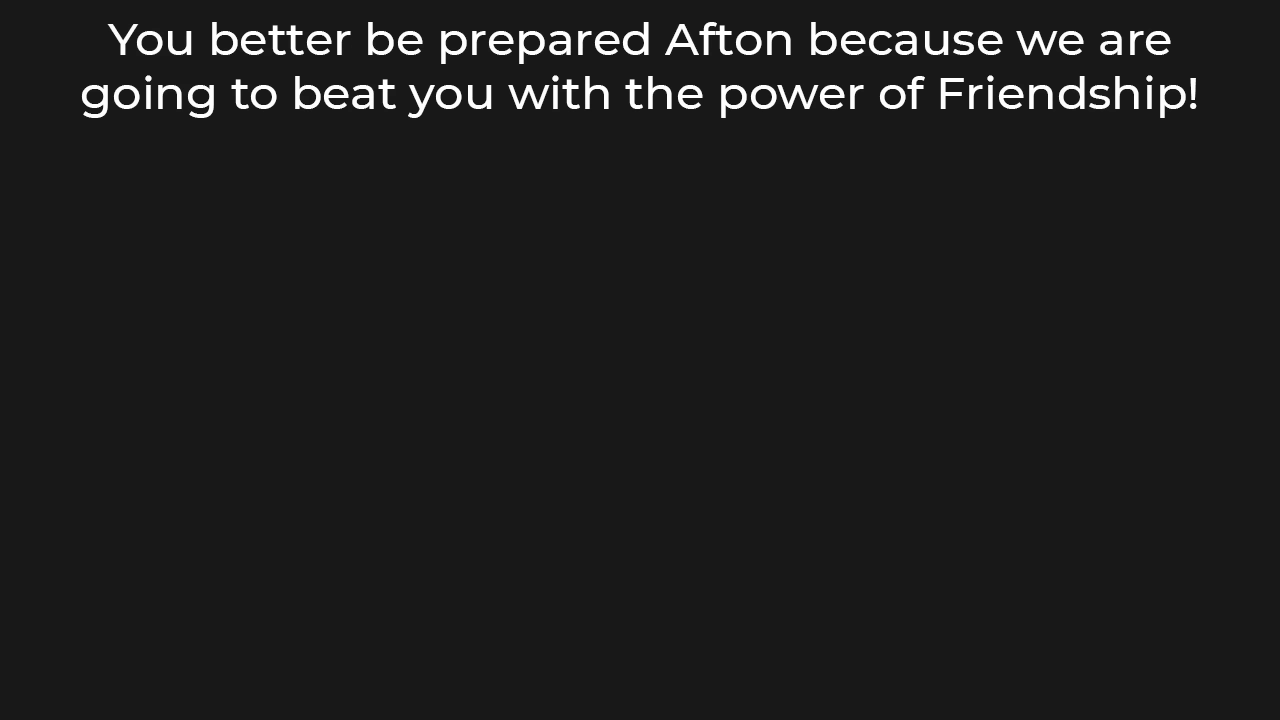 You better be prepared Afton because we are
going to beat you with the power of Friendship!